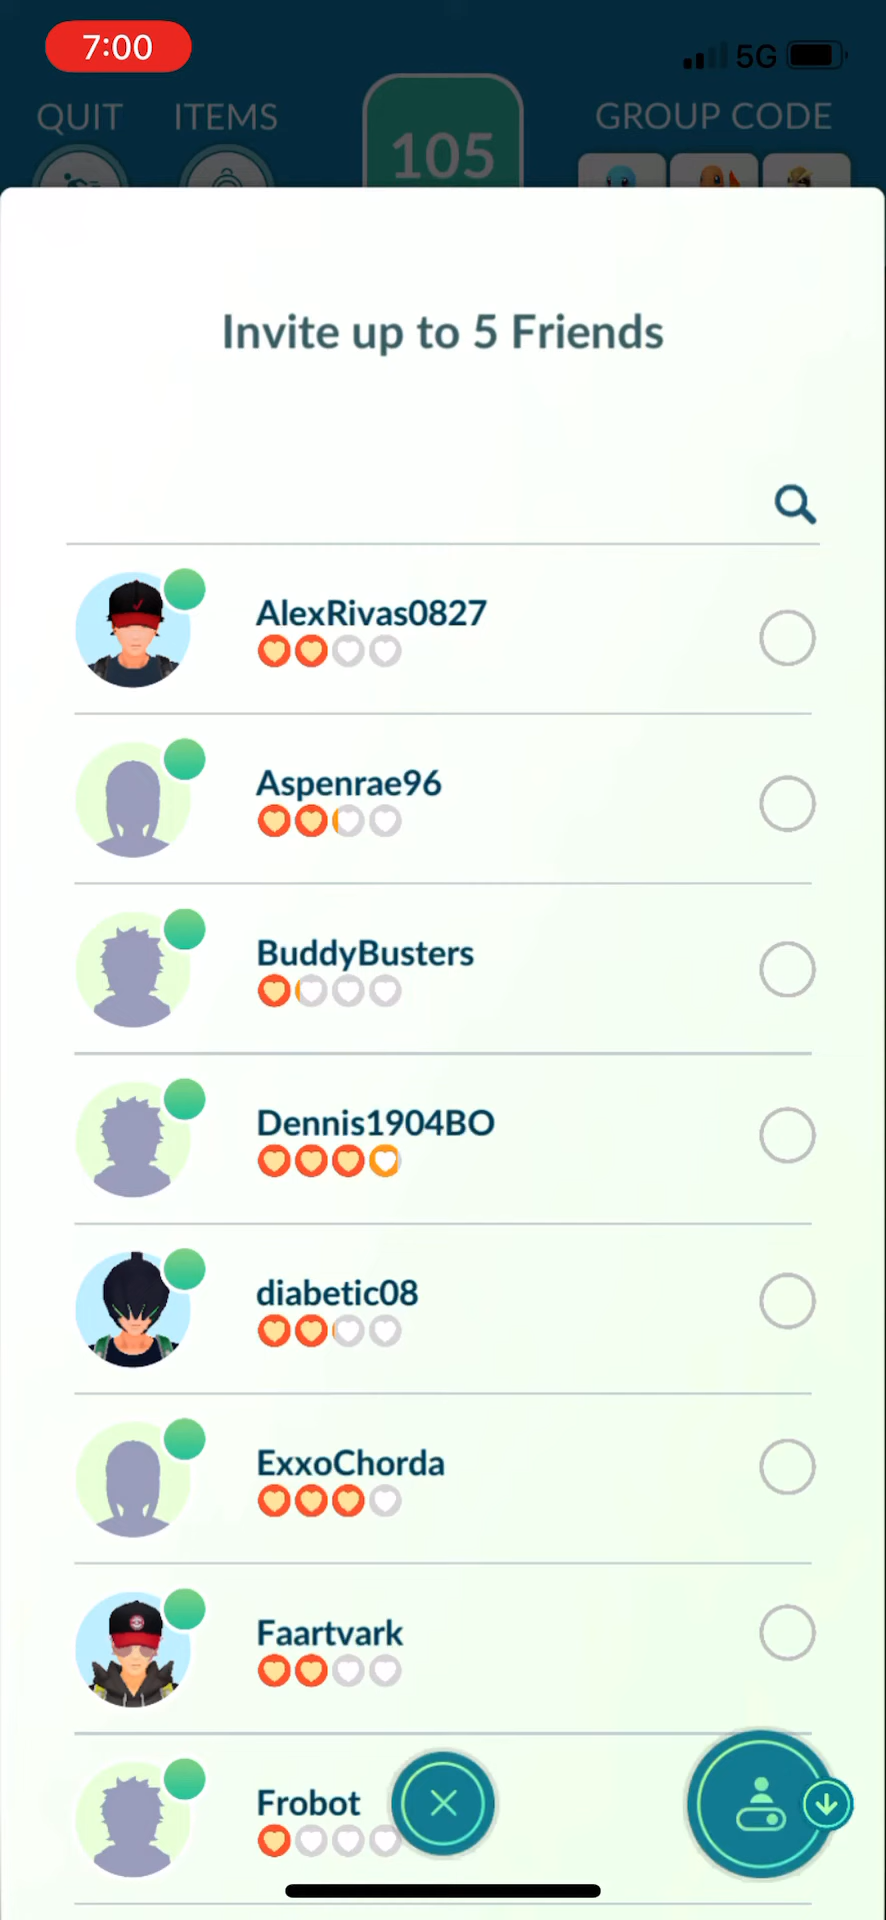 7:00
5G
QUIT ITEMS
GROUP CODE
105
Invite up to 5 Friends
AlexRivas0827
Aspenrae96
BuddyBusters
Dennis1904BO
diabetic08
ExxoChorda
Faartvark
Frobot